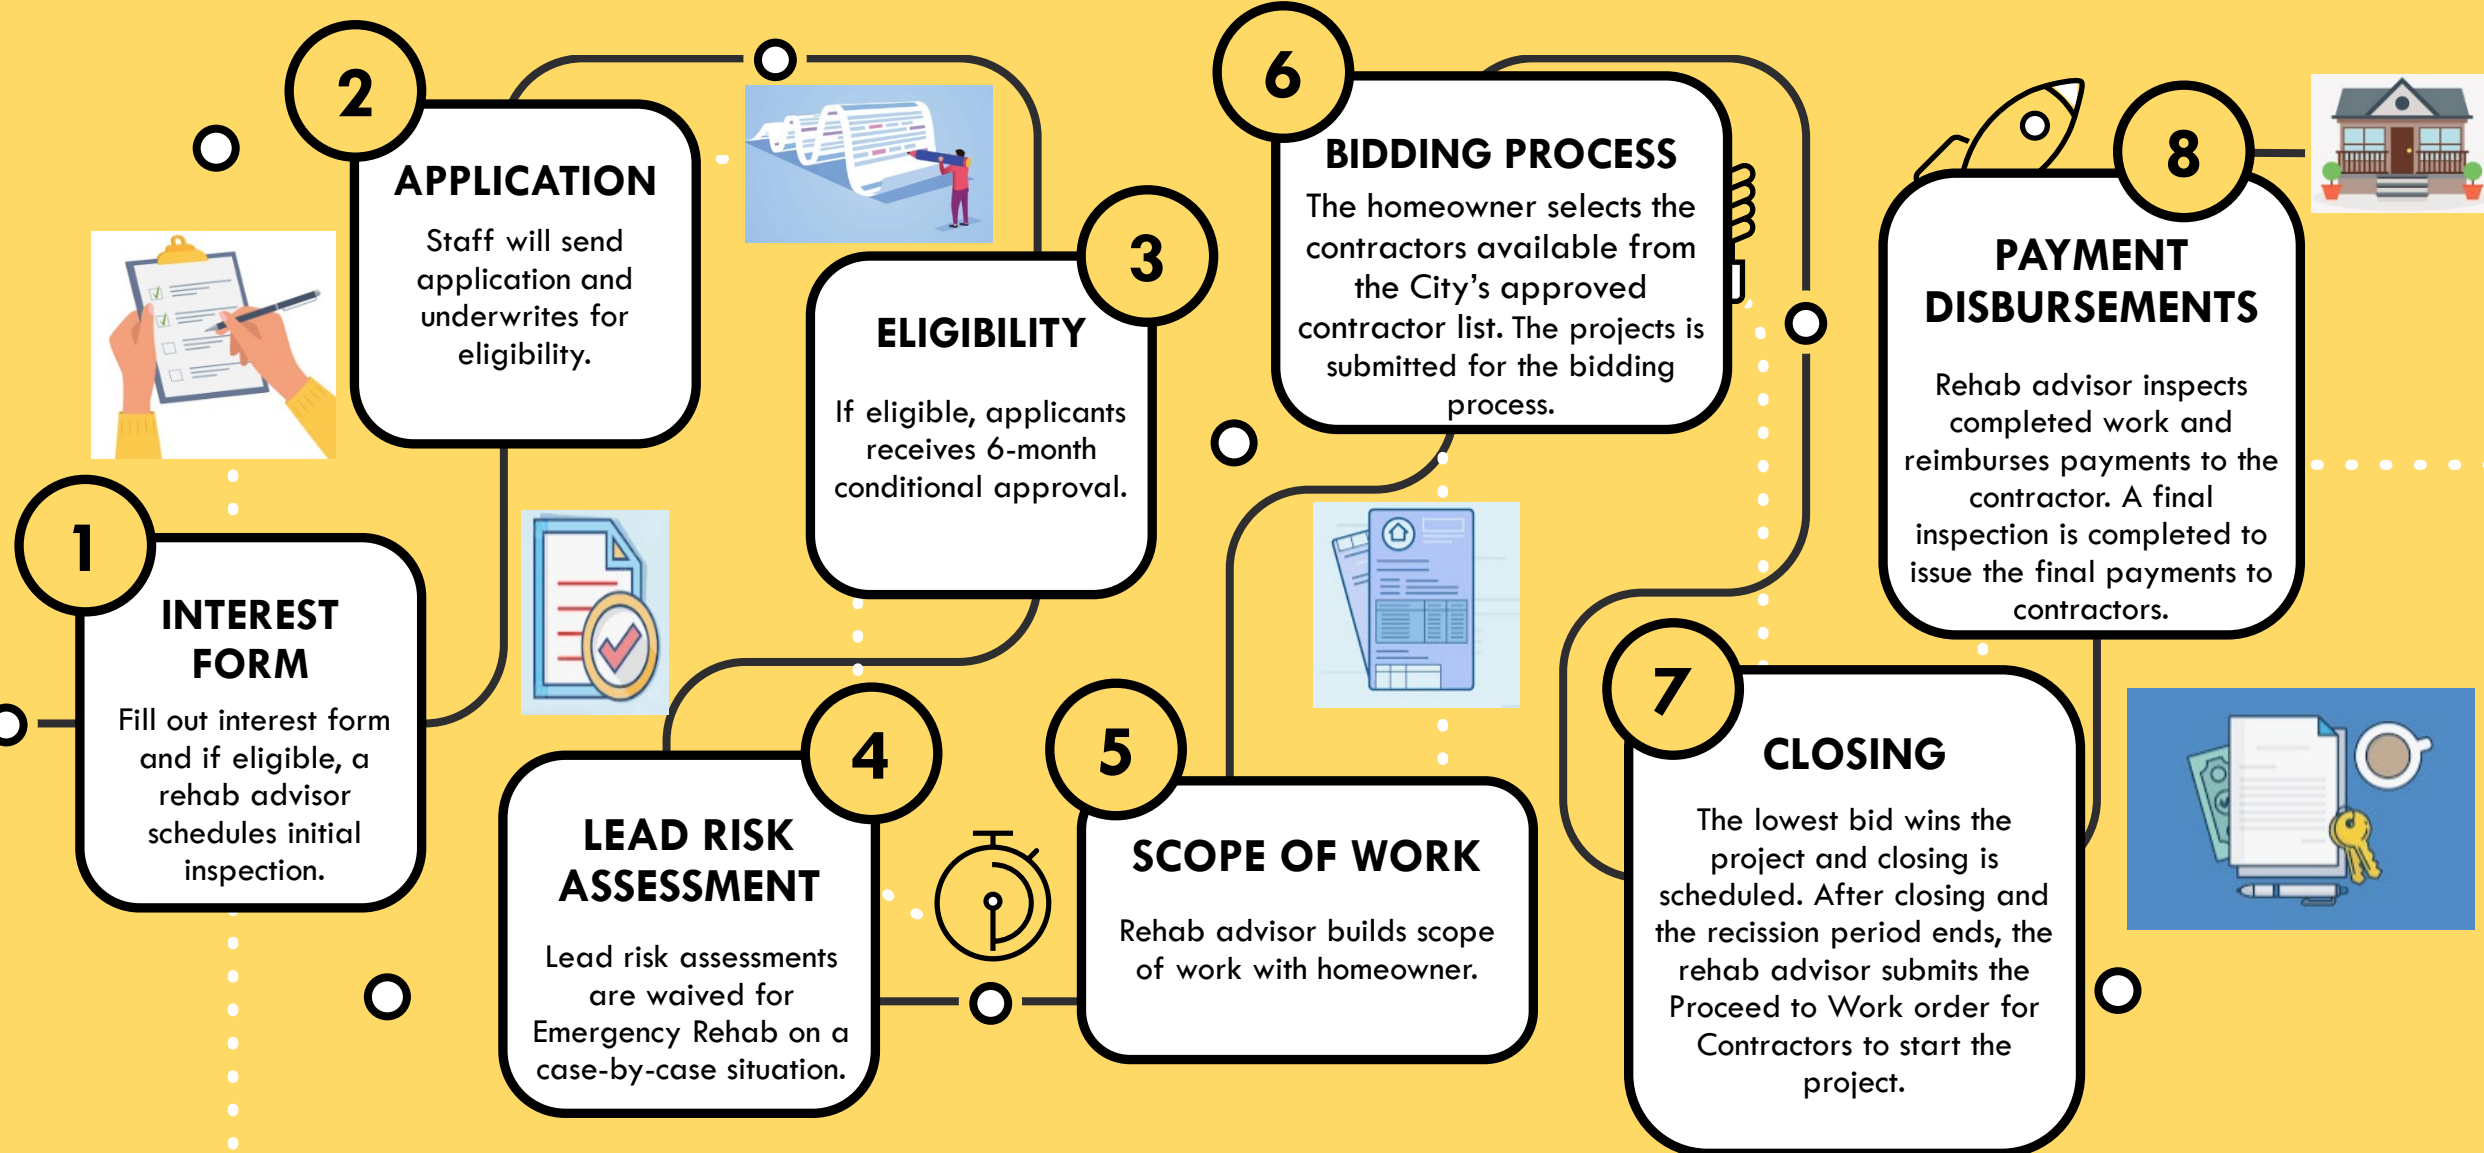 1
INTEREST
FORM
Fill out interest form
and if eligible, a
rehab advisor
schedules initial
inspection.
2
APPLICATION
Staff will send
application and
underwrites for
eligibility.
3
ELIGIBILITY
If eligible, applicants
receives 6-month
conditional approval.
4
LEAD RISK
ASSESSMENT
Lead risk assessments
are waived for
Emergency Rehab on a
case-by-case situation.
5
SCOPE OF WORK
Rehab advisor builds scope
of work with homeowner.
6
BIDDING PROCESS
The homeowner selects the
contractors available from
the City’s approved
contractor list. The projects is
submitted for the bidding
process.
7
CLOSING
The lowest bid wins the
project and closing is
scheduled. After closing and
the recission period ends, the
rehab advisor submits the
Proceed to Work order for
Contractors to start the
project.
8
PAYMENT
DISBURSEMENTS
Rehab advisor inspects
completed work and
reimburses payments to the
contractor. A final
inspection is completed to
issue the final payments to
contractors.